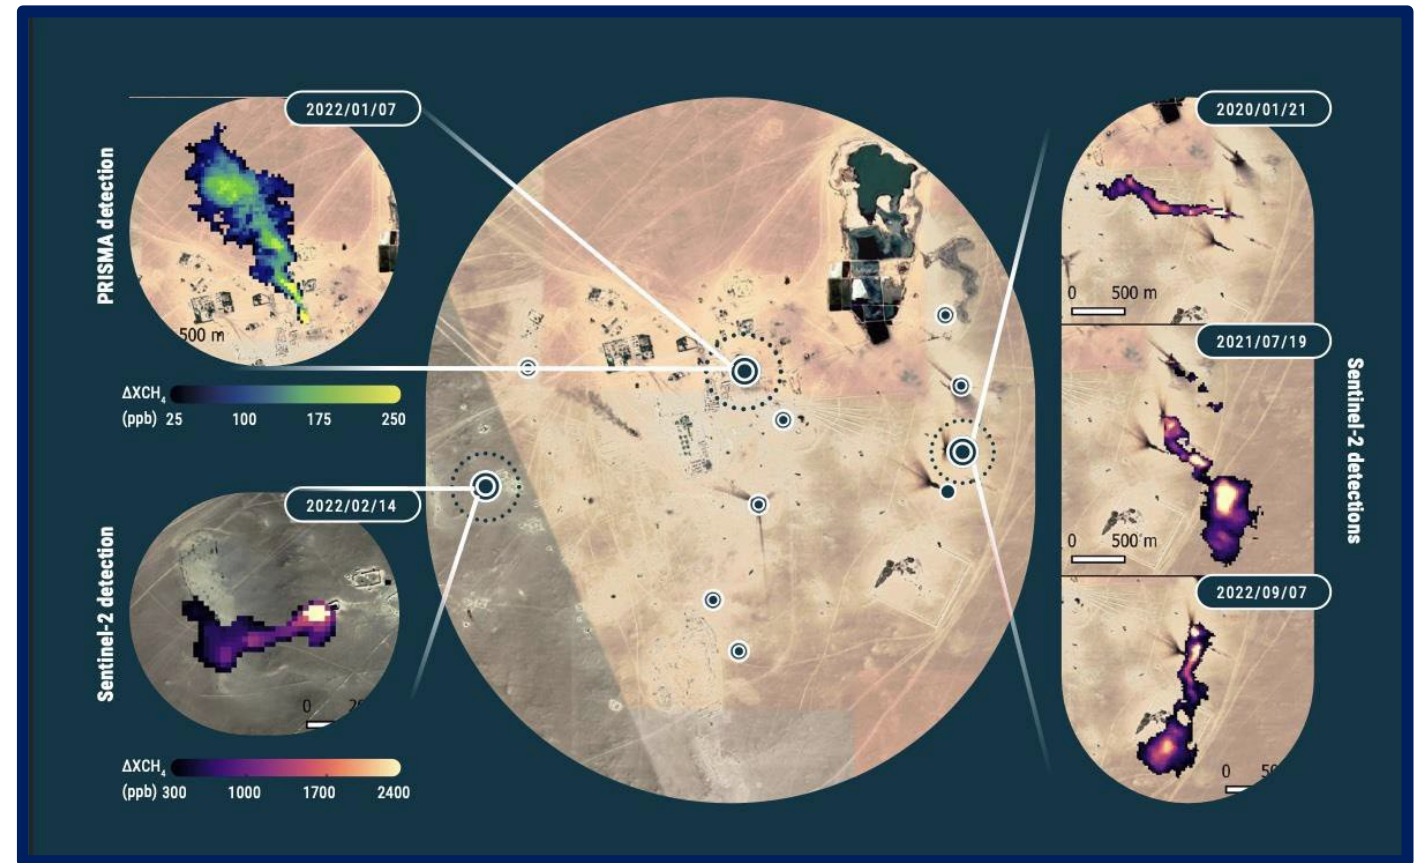 2022/01/07
PRISMA detection
500 m
ΔXCH₄
(ppb) 25 100 175 250
2022/02/14
Sentinel-2 detection
0
ΔXCH₄
(ppb) 300 1000 1700 2400
2020/01/21
0 500 m
2021/07/19
0 500 m
2022/09/07
0
Sentinel-2 detections